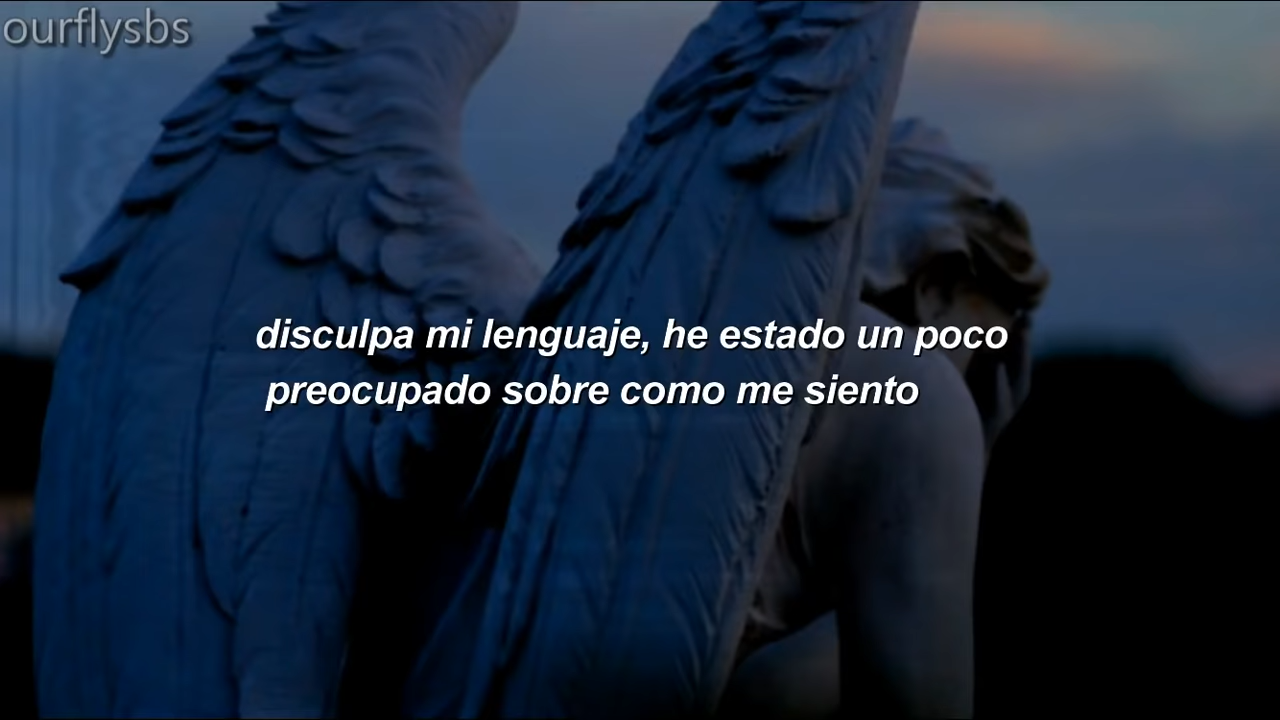 ourflysbs
disculpa mi lenguaje, he estado un poco
preocupado sobre como me siento